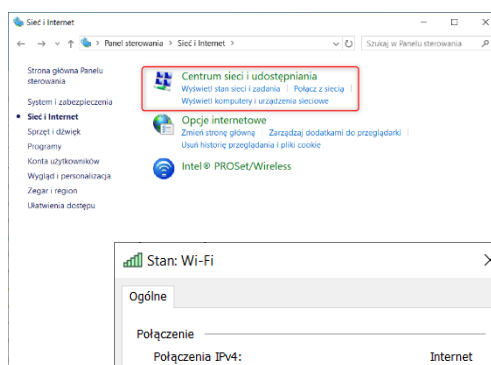 Sieć i Internet
Panel sterowania > Sieć i Internet >
Szukaj w Panelu sterowania
Strona główna Panelu
sterowania
System i zabezpieczenia
Sieć i Internet
Sprzęt i dźwięk
Programy
Konta użytkowników
Wygląd i personalizacja
Zegar i region
Ułatwienia dostępu
Centrum sieci i udostępniania
Wyświetl stan sieci i zadania | Połącz z siecią
Wyświetl komputery i urządzenia sieciowe
Opcje internetowe
Zmień stronę główną | Zarządzaj dodatkami do przeglądarki
Usuń historię przeglądania i pliki cookie
Intel® PROSet/Wireless
Stan: Wi-Fi
Ogólne
Połączenie
Połączenia IPv4: Internet